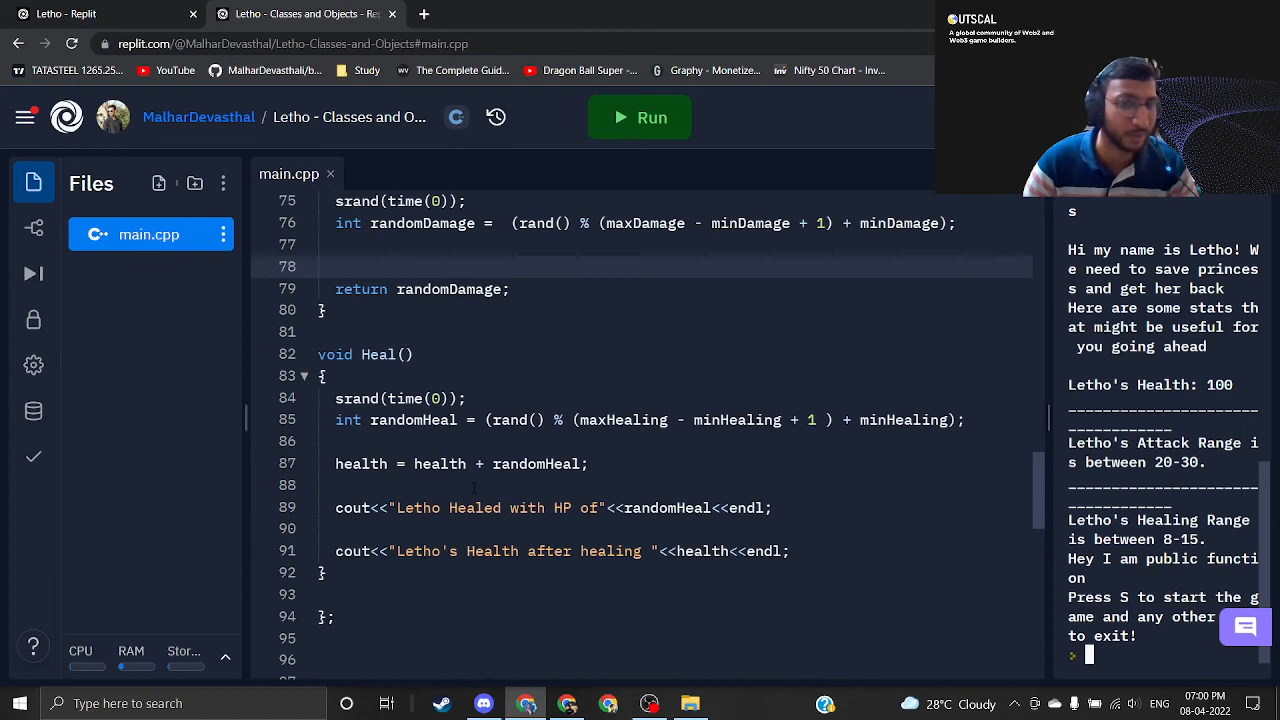 Letho - Replit
Letho - Classes and Objects - Rep
OUTSCAL
A global community of Web2 and
Web3 game builders.
replit.com/@MalharDevasthal/Letho-Classes-and-Objects#main.cpp
TATASTEEL 1265.25...
YouTube
MalharDevasthali/b...
Study
WV
The Complete Guid...
Dragon Ball Super -...
G
Graphy - Monetize...
Inv
Nifty 50 Chart - Inv...
MalharDevasthal / Letho - Classes and O...
Run
Files
main.cpp
main.cpp
75 srand(time(0));
76 int randomDamage = (rand() % (maxDamage - minDamage + 1) + minDamage);
77
78
79 return randomDamage;
80 }
81
82 void Heal()
83 {
84 srand(time(0));
85 int randomHeal = (rand() % (maxHealing - minHealing + 1 ) + minHealing);
86
87 health = health + randomHeal;
88
89 cout<<"Letho Healed with HP of"<<randomHeal<<endl;
90
91 cout<<"Letho's Health after healing "<<health<<endl;
92 }
93
94 };
95
96
s
Hi my name is Letho! W
e need to save princes
s and get her back
Here are some stats th
at might be useful for
you going ahead
Letho's Health: 100
______________________
____________
Letho's Attack Range i
s between 20-30.
______________________
____________
Letho's Healing Range
is between 8-15.
Hey I am public functi
on
Press S to start the g
ame and any other
to exit!
>
?
CPU
RAM
Stor...
Type here to search
28°C Cloudy
07:00 PM
08-04-2022